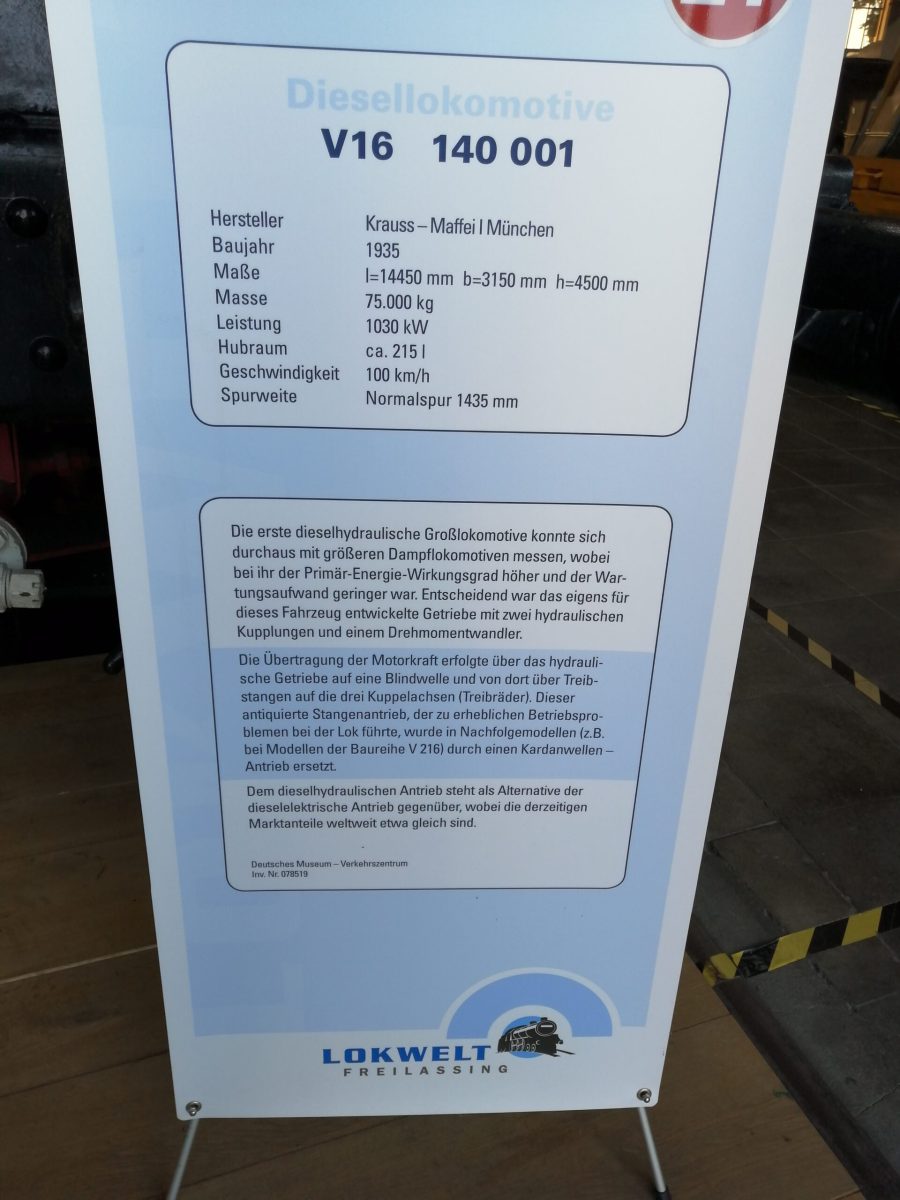 Diesellokomotive
V16 140 001
Hersteller Krauss – Maffei I München
Baujahr 1935
Maße l=14450 mm b=3150 mm h=4500 mm
Masse 75.000 kg
Leistung 1030 kW
Hubraum ca. 215 l
Geschwindigkeit 100 km/h
Spurweite Normalspur 1435 mm
Die erste dieselhydraulische Großlokomotive konnte sich
durchaus mit größeren Dampflokomotiven messen, wobei
bei ihr der Primär-Energie-Wirkungsgrad höher und der War-
tungsaufwand geringer war. Entscheidend war das eigens für
dieses Fahrzeug entwickelte Getriebe mit zwei hydraulischen
Kupplungen und einem Drehmomentwandler.
Die Übertragung der Motorkraft erfolgte über das hydrauli-
sche Getriebe auf eine Blindwelle und von dort über Treib-
stangen auf die drei Kuppelachsen (Treibräder). Dieser
antiquierte Stangenantrieb, der zu erheblichen Betriebspro-
blemen bei der Lok führte, wurde in Nachfolgemodellen (z.B.
bei Modellen der Baureihe V 216) durch einen Kardanwellen –
Antrieb ersetzt.
Dem dieselhydraulischen Antrieb steht als Alternative der
dieselelektrische Antrieb gegenüber, wobei die derzeitigen
Marktanteile weltweit etwa gleich sind.
Deutsches Museum – Verkehrszentrum
Inv. Nr. 078519
LOKWELT
FREILASSING